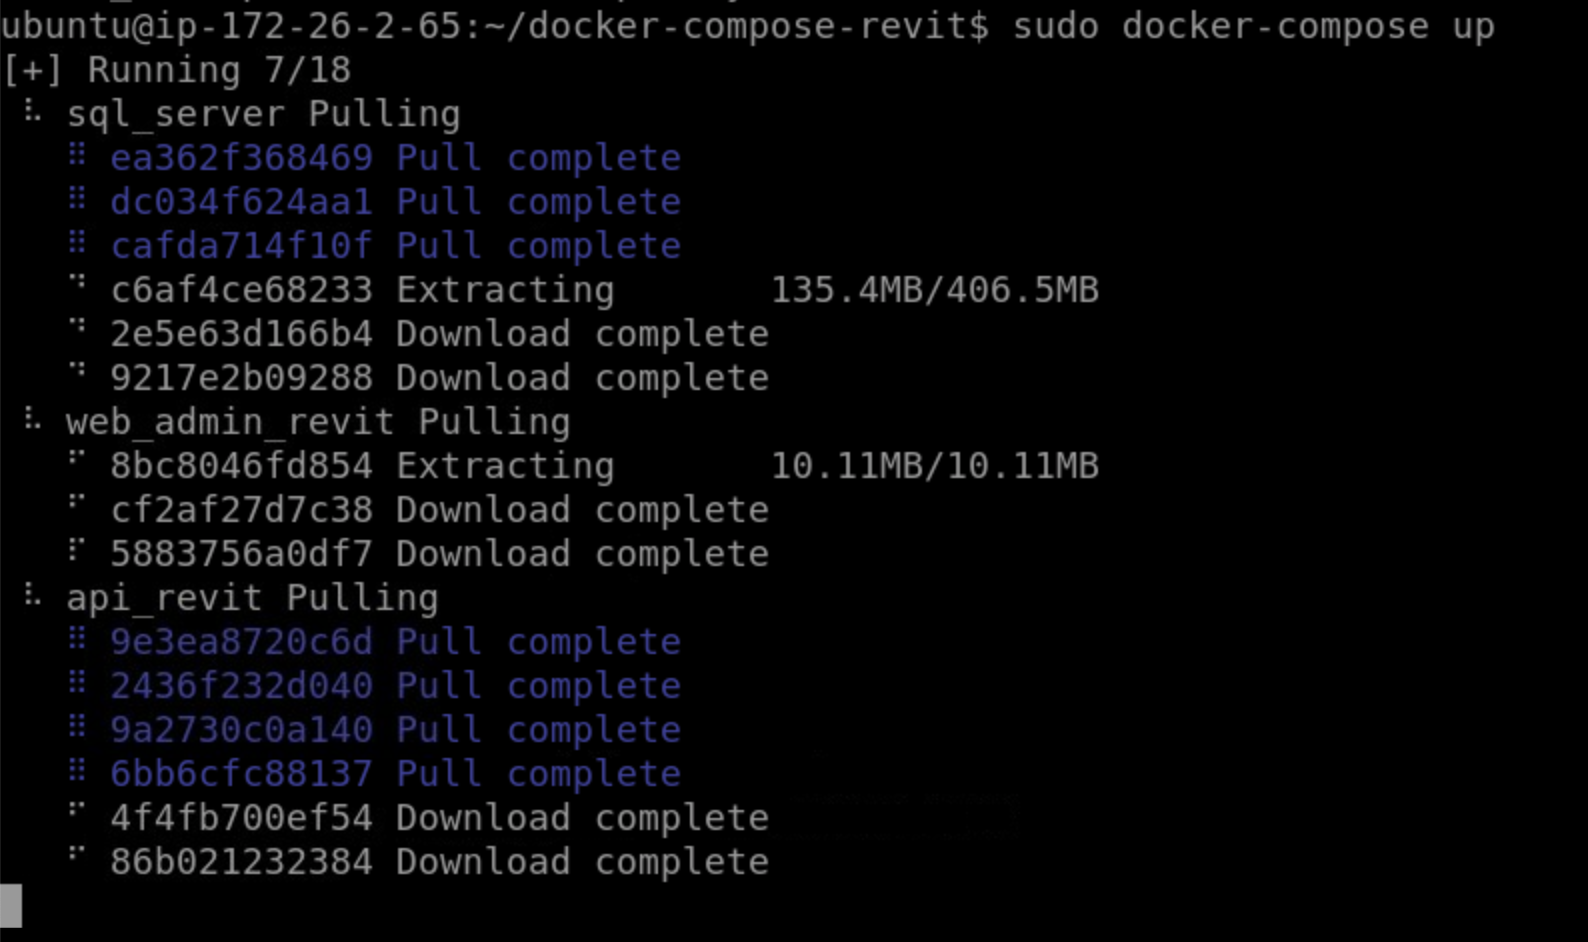 ubuntu@ip-172-26-2-65:~/docker-compose-revit$ sudo docker-compose up
[+] Running 7/18
⠧ sql_server Pulling
⠿ ea362f368469 Pull complete
⠿ dc034f624aa1 Pull complete
⠿ cafda714f10f Pull complete
⠙ c6af4ce68233 Extracting 135.4MB/406.5MB
⠙ 2e5e63d166b4 Download complete
⠙ 9217e2b09288 Download complete
⠧ web_admin_revit Pulling
⠋ 8bc8046fd854 Extracting 10.11MB/10.11MB
⠋ cf2af27d7c38 Download complete
⠏ 5883756a0df7 Download complete
⠧ api_revit Pulling
⠿ 9e3ea8720c6d Pull complete
⠿ 2436f232d040 Pull complete
⠿ 9a2730c0a140 Pull complete
⠿ 6bb6cfc88137 Pull complete
⠋ 4f4fb700ef54 Download complete
⠋ 86b021232384 Download complete